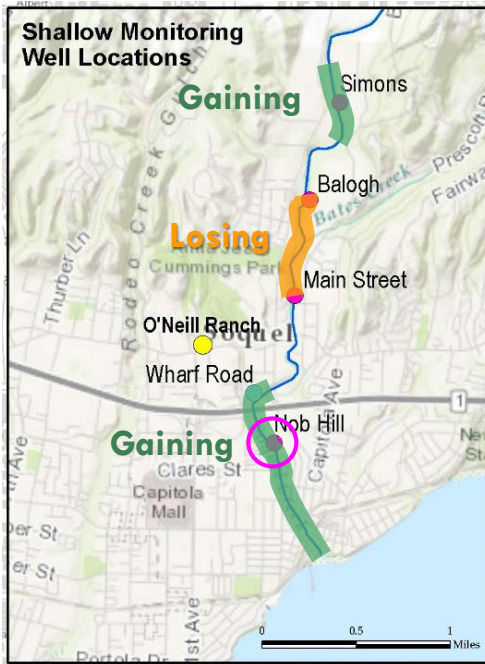 Shallow Monitoring
Well Locations
Gaining
Simons
Rodeo Creek Gulch
Prescott
Fairway
Bates Creek
Balogh
Losing
Cummings Park
Thurber Ln
Main Street
O'Neill Ranch
Soquel
Wharf Road
1
Nob Hill
Capitola Ave
Gaining
Clares St
Capitola
Mall
Portola Dr
0
0.5
1
Miles